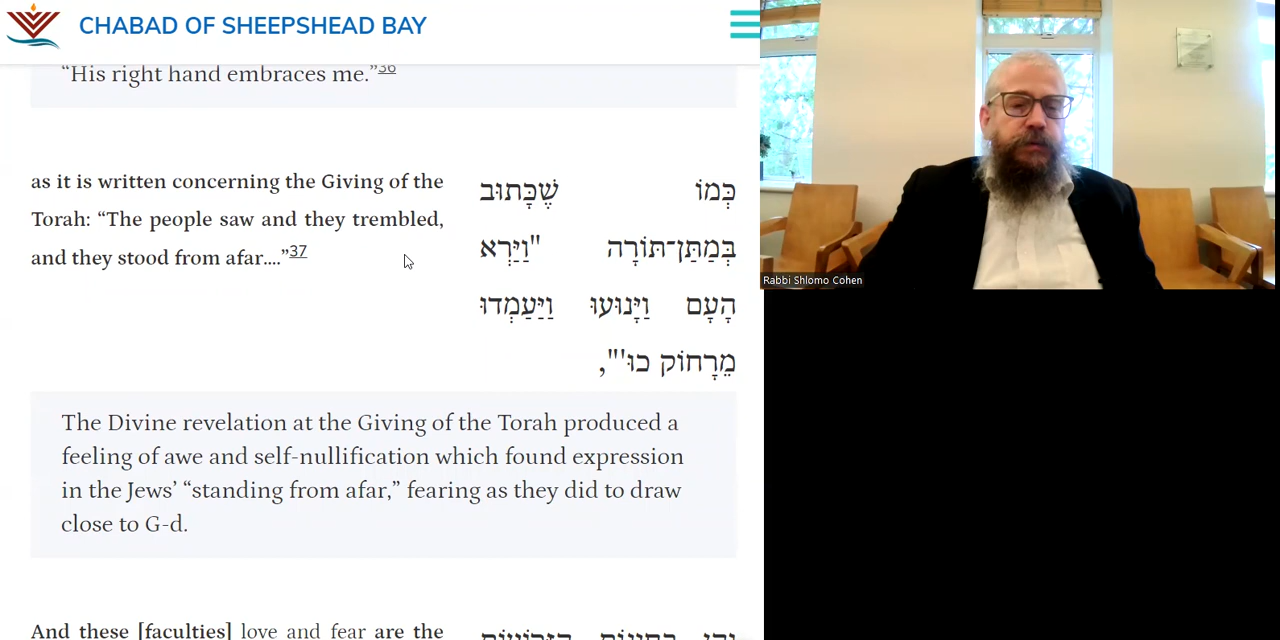 CHABAD OF SHEEPSHEAD BAY
“His right hand embraces me.”36
as it is written concerning the Giving of the
Torah: “The people saw and they trembled,
and they stood from afar....”37
כְּמוֹ שֶׁכָּתוּב
בְּמַתַּן־תּוֹרָה "וַיַּרְא
הָעָם וַיָּנוּעוּ וַיַּעַמְדוּ
מֵרָחוֹק כוּ'",
The Divine revelation at the Giving of the Torah produced a
feeling of awe and self-nullification which found expression
in the Jews’ “standing from afar,” fearing as they did to draw
close to G-d.
And these [faculties] love and fear are the
Rabbi Shlomo Cohen